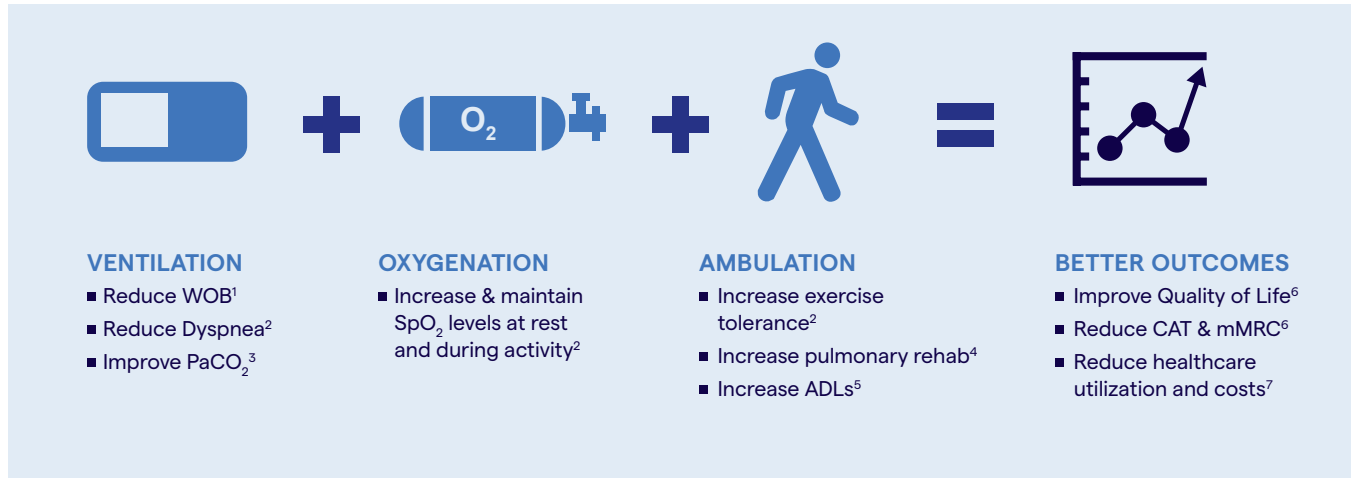 O₂
VENTILATION
▪ Reduce WOB¹
▪ Reduce Dyspnea²
▪ Improve PaCO₂³
OXYGENATION
▪ Increase & maintain
SpO₂ levels at rest
and during activity²
AMBULATION
▪ Increase exercise
tolerance²
▪ Increase pulmonary rehab⁴
▪ Increase ADLs⁵
BETTER OUTCOMES
▪ Improve Quality of Life⁶
▪ Reduce CAT & mMRC⁶
▪ Reduce healthcare
utilization and costs⁷